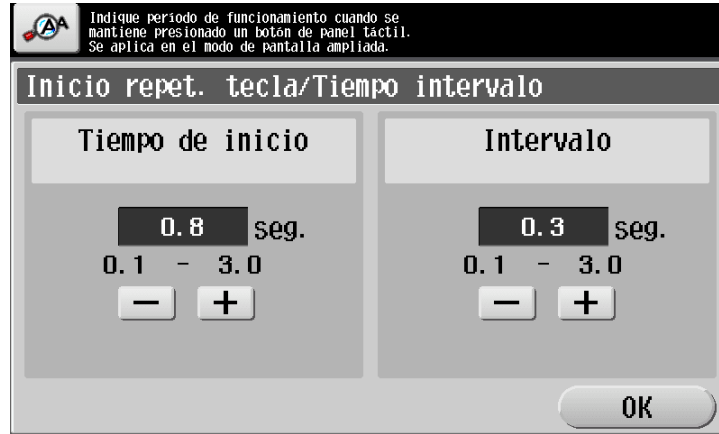 Indique período de funcionamiento cuando se
mantiene presionado un botón de panel táctil.
Se aplica en el modo de pantalla ampliada.
Inicio repet. tecla/Tiempo intervalo
Tiempo de inicio
0.8 seg.
0.1 - 3.0
− +
Intervalo
0.3 seg.
0.1 - 3.0
− +
OK